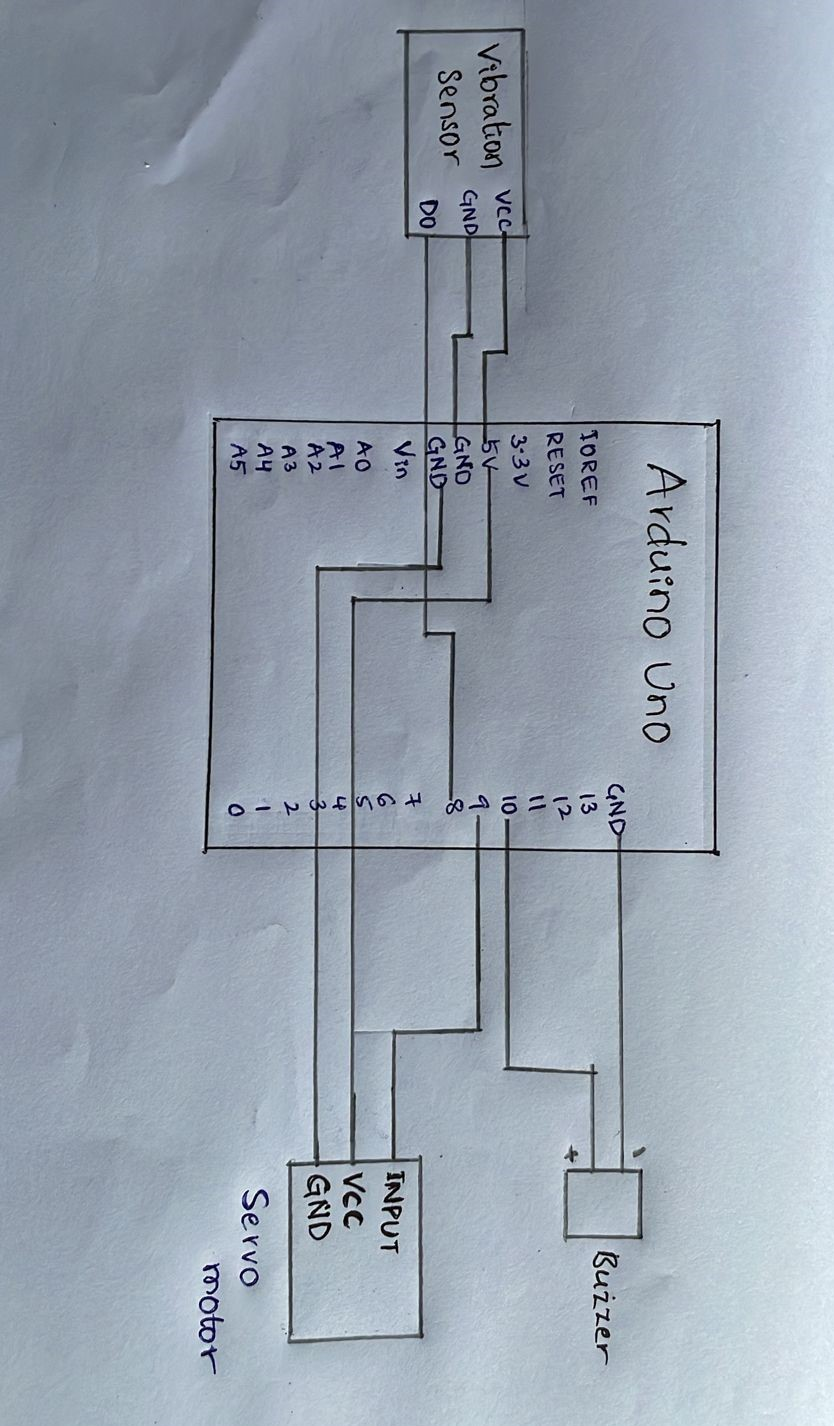 Vibration
Sensor
VCC
GND
DO
Arduino Uno
IOREF
RESET
3.3V
5V
GND
GND
Vin
A0
A1
A2
A3
A4
A5
GND
13
12
11
10
9
8
7
6
5
4
3
2
1
0
-
+
Buzzer
INPUT
VCC
GND
Servo
motor